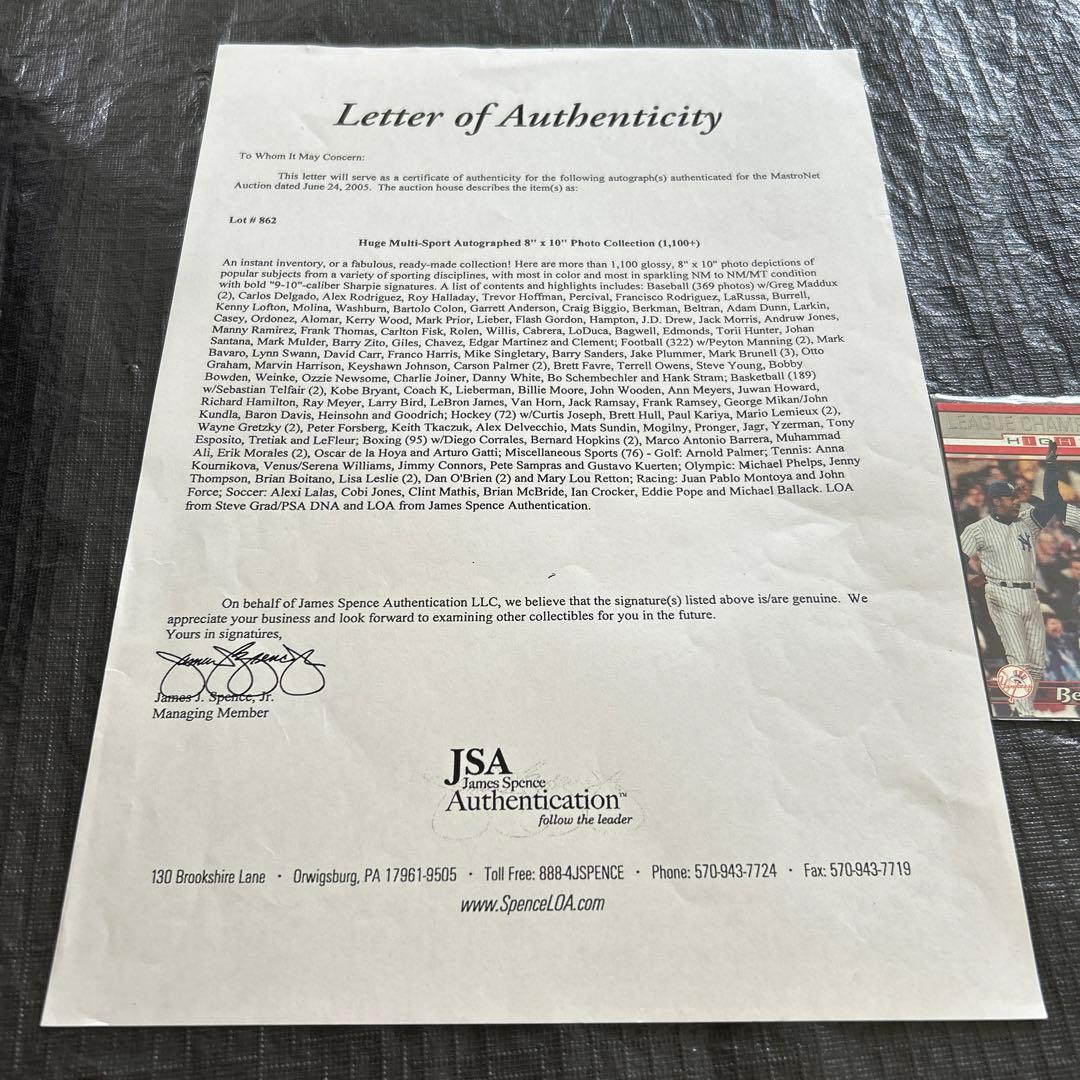 Letter of Authenticity
To Whom It May Concern:
This letter will serve as a certificate of authenticity for the following autograph(s) authenticated for the MastroNet
Auction dated June 24, 2005. The auction house describes the item(s) as:
Lot # 862
Huge Multi-Sport Autographed 8" x 10" Photo Collection (1,100+)
An instant inventory, or a fabulous, ready-made collection! Here are more than 1,100 glossy, 8" x 10" photo depictions of
popular subjects from a variety of sporting disciplines, with most in color and most in sparkling NM to NM/MT condition
with bold "9-10"-caliber Sharpie signatures. A list of contents and highlights includes: Baseball (369 photos) w/Greg Maddux
(2), Carlos Delgado, Alex Rodriguez, Roy Halladay, Trevor Hoffman, Percival, Francisco Rodriguez, LaRussa, Burrell,
Kenny Lofton, Molina, Washburn, Bartolo Colon, Garrett Anderson, Craig Biggio, Berkman, Beltran, Adam Dunn, Larkin,
Casey, Ordonez, Alomar, Kerry Wood, Mark Prior, Lieber, Flash Gordon, Hampton, J.D. Drew, Jack Morris, Andruw Jones,
Manny Ramirez, Frank Thomas, Carlton Fisk, Rolen, Willis, Cabrera, LoDuca, Bagwell, Edmonds, Torii Hunter, Johan
Santana, Mark Mulder, Barry Zito, Giles, Chavez, Edgar Martinez and Clement; Football (322) w/Peyton Manning (2), Mark
Bavaro, Lynn Swann, David Carr, Franco Harris, Mike Singletary, Barry Sanders, Jake Plummer, Mark Brunell (3), Otto
Graham, Marvin Harrison, Keyshawn Johnson, Carson Palmer (2), Brett Favre, Terrell Owens, Steve Young, Bobby
Bowden, Weinke, Ozzie Newsome, Charlie Joiner, Danny White, Bo Schembechler and Hank Stram; Basketball (189)
w/Sebastian Telfair (2), Kobe Bryant, Coach K, Lieberman, Billie Moore, John Wooden, Ann Meyers, Juwan Howard,
Richard Hamilton, Ray Meyer, Larry Bird, LeBron James, Van Horn, Jack Ramsay, Frank Ramsey, George Mikan/John
Kundla, Baron Davis, Heinsohn and Goodrich; Hockey (72) w/Curtis Joseph, Brett Hull, Paul Kariya, Mario Lemieux (2),
Wayne Gretzky (2), Peter Forsberg, Keith Tkaczuk, Alex Delvecchio, Mats Sundin, Mogilny, Pronger, Jagr, Yzerman, Tony
Esposito, Tretiak and LeFleur; Boxing (95) w/Diego Corrales, Bernard Hopkins (2), Marco Antonio Barrera, Muhammad
Ali, Erik Morales (2), Oscar de la Hoya and Arturo Gatti; Miscellaneous Sports (76) - Golf: Arnold Palmer; Tennis: Anna
Kournikova, Venus/Serena Williams, Jimmy Connors, Pete Sampras and Gustavo Kuerten; Olympic: Michael Phelps, Jenny
Thompson, Brian Boitano, Lisa Leslie (2), Dan O'Brien (2) and Mary Lou Retton; Racing: Juan Pablo Montoya and John
Force; Soccer: Alexi Lalas, Cobi Jones, Clint Mathis, Brian McBride, Ian Crocker, Eddie Pope and Michael Ballack. LOA
from Steve Grad/PSA DNA and LOA from James Spence Authentication.
On behalf of James Spence Authentication LLC, we believe that the signature(s) listed above is/are genuine. We
appreciate your business and look forward to examining other collectibles for you in the future.
Yours in signatures,
James J. Spence, Jr.
James J. Spence, Jr.
Managing Member
JSA
James Spence
Authentication™
follow the leader
130 Brookshire Lane · Orwigsburg, PA 17961-9505 · Toll Free: 888-4JSPENCE · Phone: 570-943-7724 · Fax: 570-943-7719
www.SpenceLOA.com
LEAGUE CHAM
HIGH
Yankees
Be